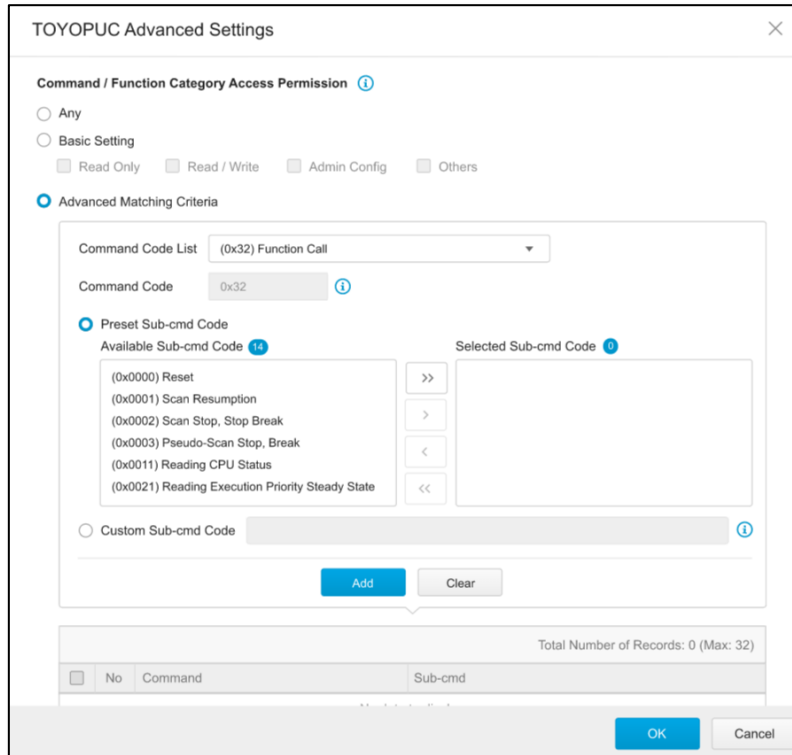 TOYOPUC Advanced Settings
Command / Function Category Access Permission
Any
Basic Setting
Read Only Read / Write Admin Config Others
Advanced Matching Criteria
Command Code List (0x32) Function Call
Command Code 0x32
Preset Sub-cmd Code
Available Sub-cmd Code 14 Selected Sub-cmd Code 0
(0x0000) Reset
(0x0001) Scan Resumption
(0x0002) Scan Stop, Stop Break
(0x0003) Pseudo-Scan Stop, Break
(0x0011) Reading CPU Status
(0x0021) Reading Execution Priority Steady State
Custom Sub-cmd Code
Add Clear
Total Number of Records: 0 (Max: 32)
No Command Sub-cmd
OK Cancel